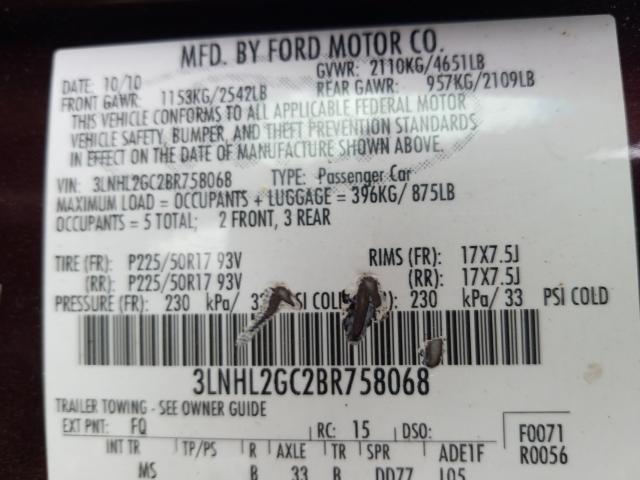 MFD. BY FORD MOTOR CO.
DATE: 10/10 GVWR: 2110KG/4651LB
FRONT GAWR: 1153KG/2542LB REAR GAWR: 957KG/2109LB
THIS VEHICLE CONFORMS TO ALL APPLICABLE FEDERAL MOTOR
VEHICLE SAFETY, BUMPER, AND THEFT PREVENTION STANDARDS
IN EFFECT ON THE DATE OF MANUFACTURE SHOWN ABOVE.
VIN: 3LNHL2GC2BR758068 TYPE: Passenger Car
MAXIMUM LOAD = OCCUPANTS + LUGGAGE = 396KG/ 875LB
OCCUPANTS = 5 TOTAL; 2 FRONT, 3 REAR
TIRE (FR): P225/50R17 93V RIMS (FR): 17X7.5J
(RR): P225/50R17 93V (RR): 17X7.5J
PRESSURE (FR): 230 kPa/ 33 PSI COLD 230 kPa/ 33 PSI COLD
3LNHL2GC2BR758068
TRAILER TOWING - SEE OWNER GUIDE
EXT PNT: FQ RC: 15 DSO: F0071
INT TR TP/PS R AXLE TR SPR ADE1F R0056
MS B 33 B DD77 J05